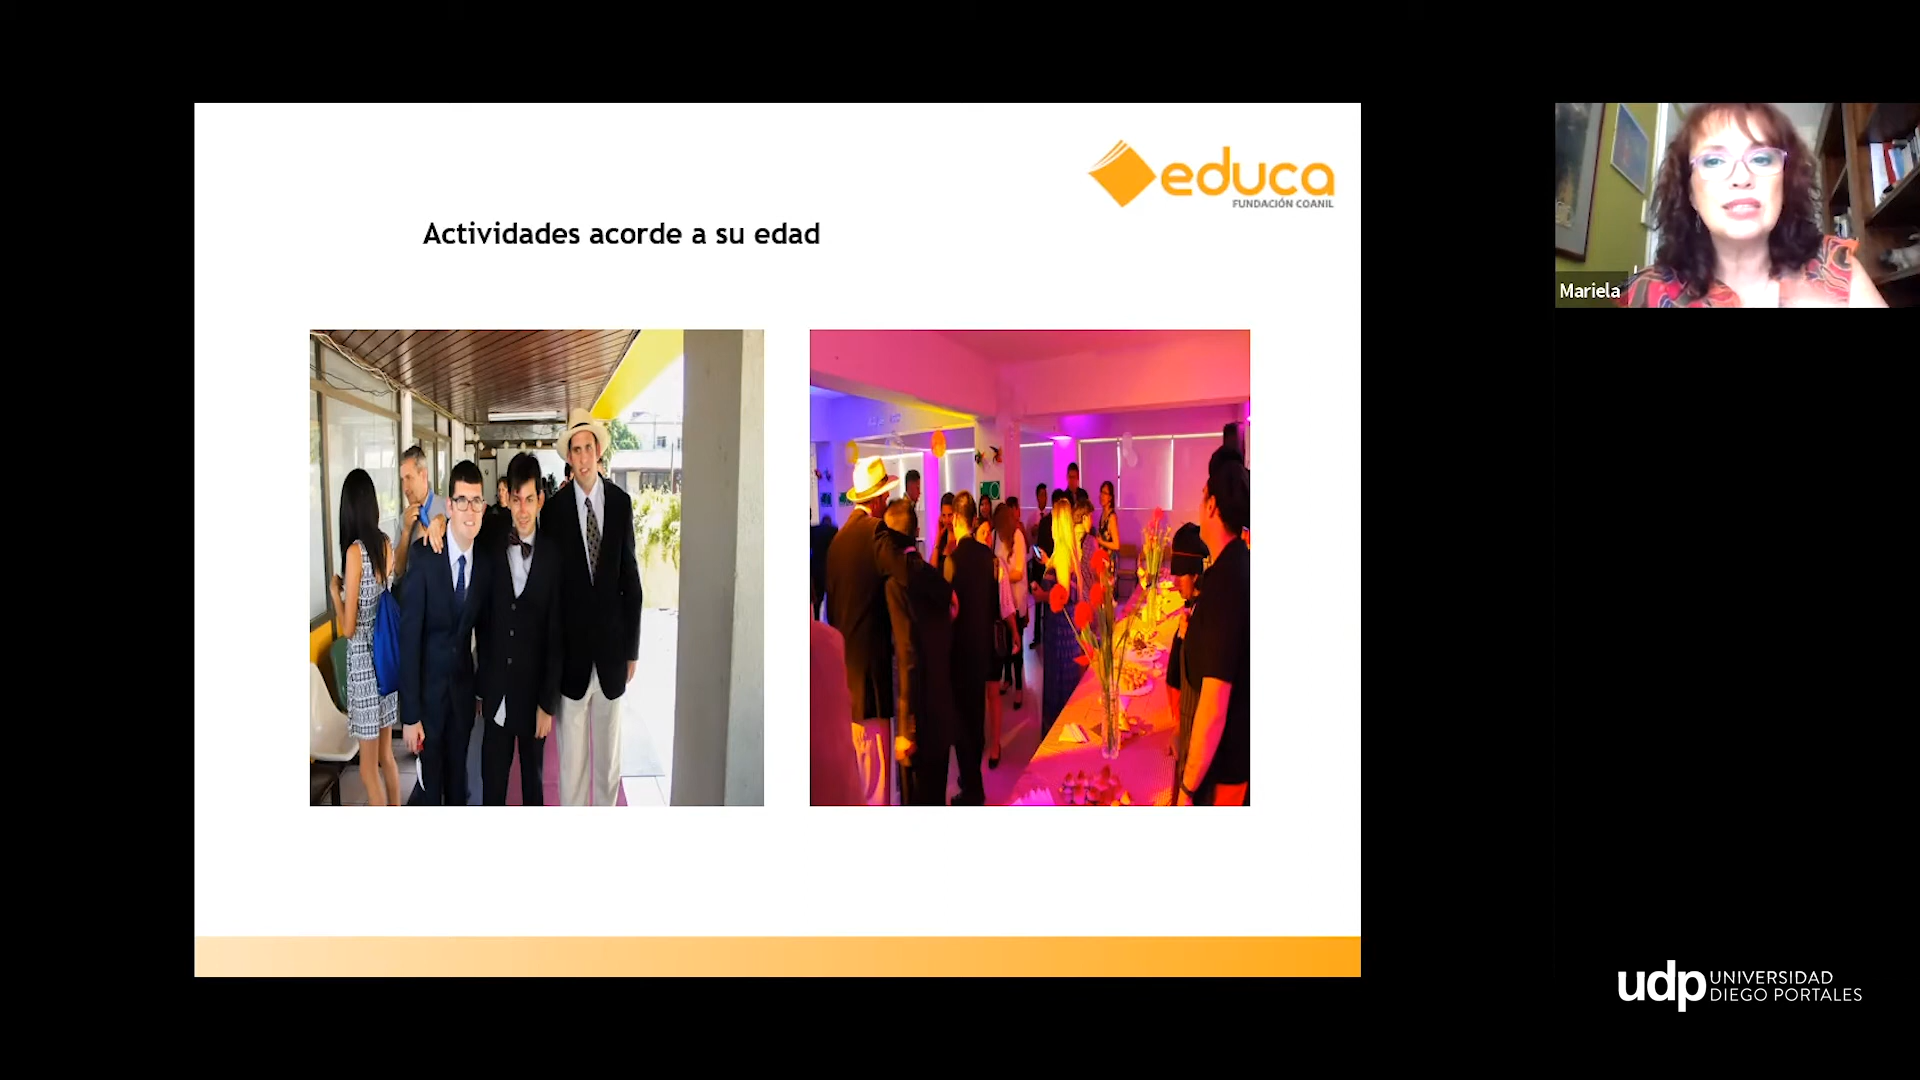 educa
FUNDACIÓN COANIL
Actividades acorde a su edad
Mariela
udp UNIVERSIDAD
DIEGO PORTALES